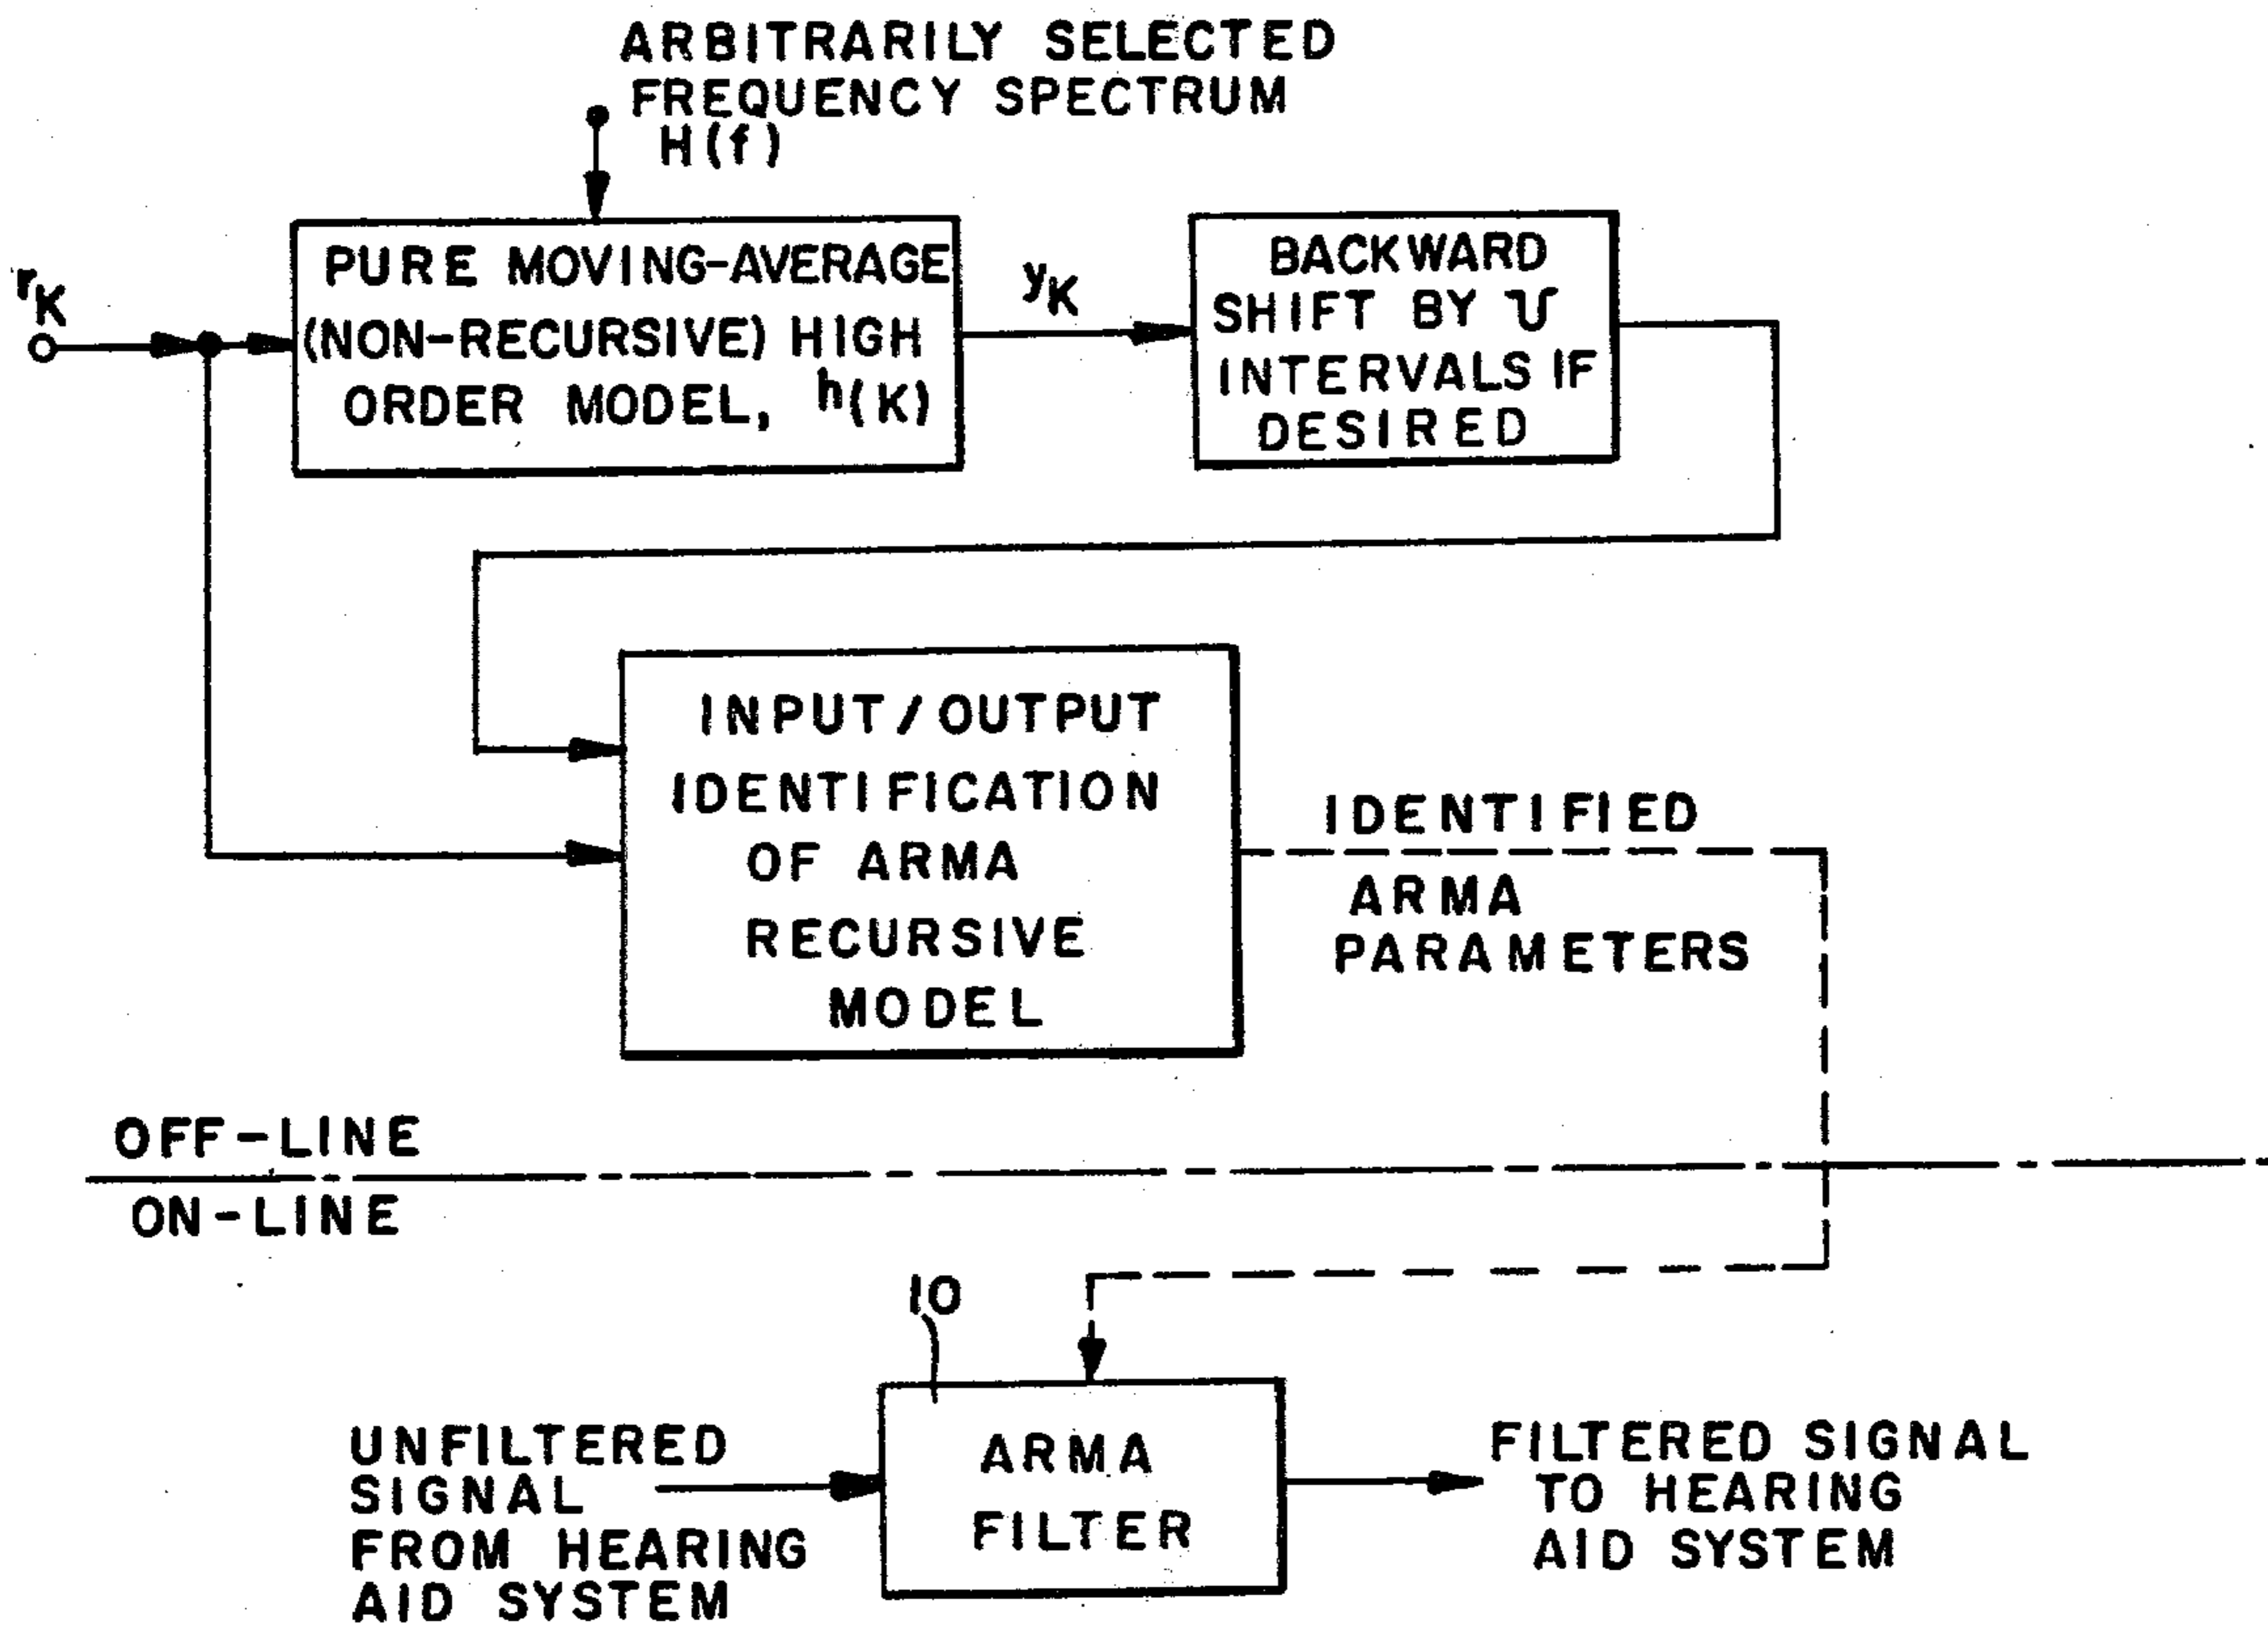 ARBITRARILY SELECTED
FREQUENCY SPECTRUM
H(f)
rK
PURE MOVING-AVERAGE
(NON-RECURSIVE) HIGH
ORDER MODEL, h(K)
yK
BACKWARD
SHIFT BY
INTERVALS IF
DESIRED
INPUT/OUTPUT
IDENTIFICATION
OF ARMA
RECURSIVE
MODEL
IDENTIFIED
ARMA
PARAMETERS
OFF-LINE
ON-LINE
10
UNFILTERED
SIGNAL
FROM HEARING
AID SYSTEM
ARMA
FILTER
FILTERED SIGNAL
TO HEARING
AID SYSTEM